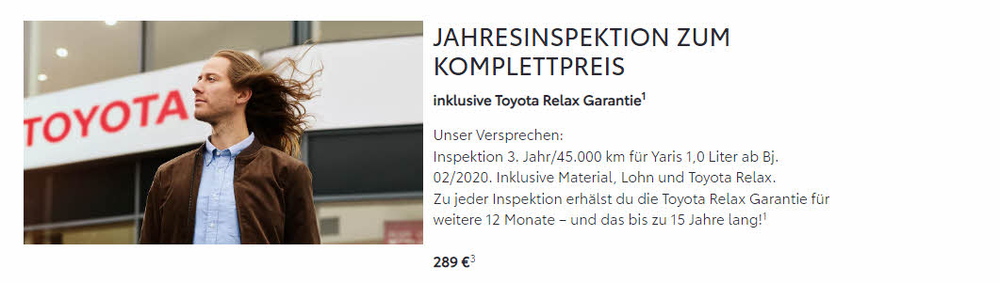 TOYOTA
JAHRESINSPEKTION ZUM
KOMPLETTPREIS
inklusive Toyota Relax Garantie¹
Unser Versprechen:
Inspektion 3. Jahr/45.000 km für Yaris 1,0 Liter ab Bj.
02/2020. Inklusive Material, Lohn und Toyota Relax.
Zu jeder Inspektion erhälst du die Toyota Relax Garantie für
weitere 12 Monate – und das bis zu 15 Jahre lang!¹
289 €³